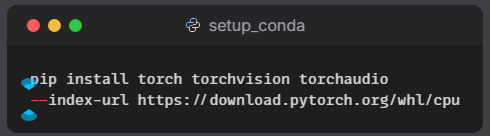 setup_conda
pip install torch torchvision torchaudio
--index-url https://download.pytorch.org/whl/cpu